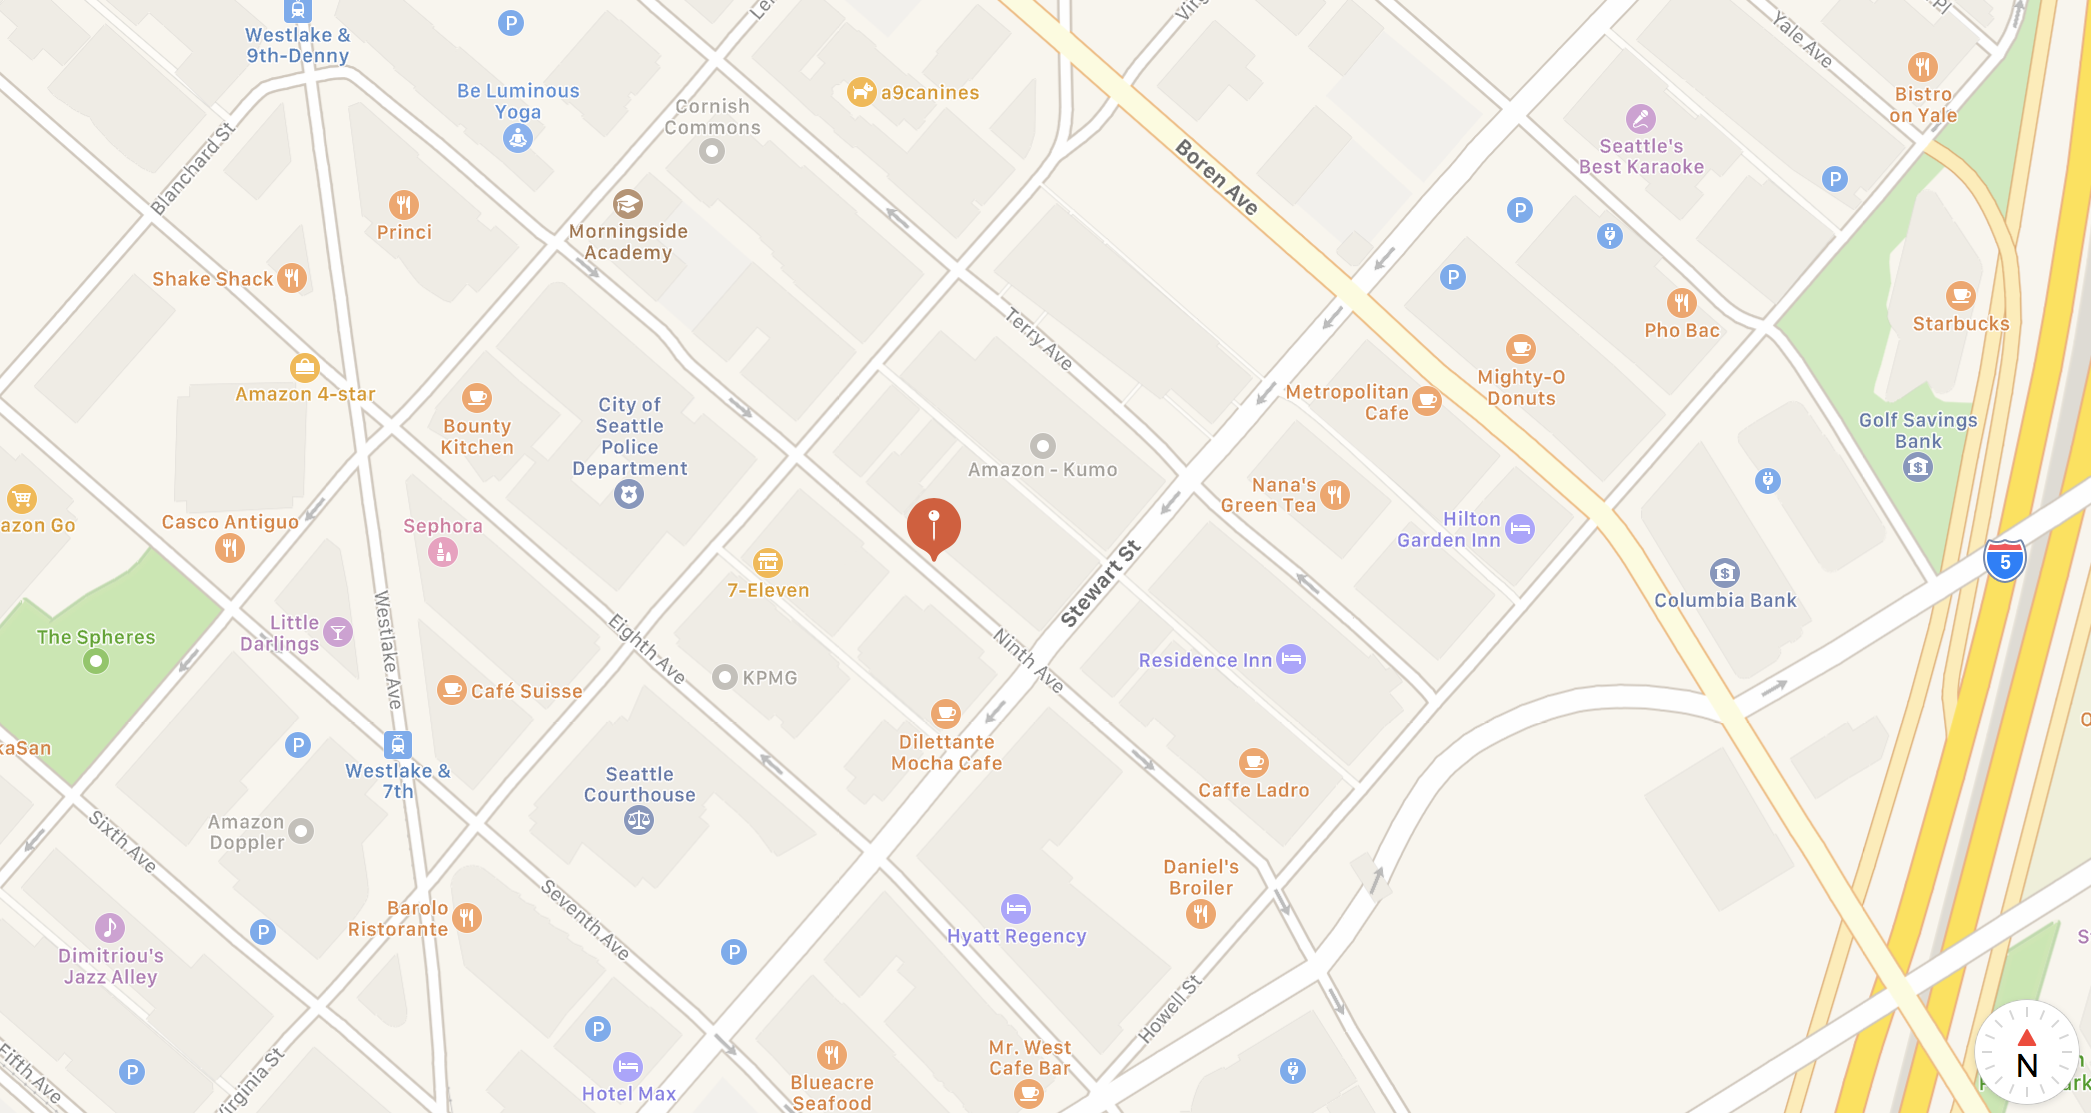 Westlake &
9th-Denny
P
Be Luminous
Yoga
Cornish
Commons
a9canines
Yale Ave
Bistro
on Yale
Blanchard St
Boren Ave
Seattle's
Best Karaoke
P
P
Princi
Morningside
Academy
Shake Shack
P
Pho Bac
Starbucks
Terry Ave
Amazon 4-star
Bounty
Kitchen
City of
Seattle
Police
Department
Metropolitan
Cafe
Mighty-O
Donuts
Golf Savings
Bank
$
Amazon - Kumo
Nana's
Green Tea
Hilton
Garden Inn
azon Go
Casco Antiguo
Sephora
7-Eleven
Stewart St
5
$
Columbia Bank
The Spheres
Little
Darlings
Westlake Ave
Eighth Ave
Ninth Ave
Residence Inn
KPMG
Café Suisse
kaSan
P
Westlake &
7th
Seattle
Courthouse
Dilettante
Mocha Cafe
Caffe Ladro
Amazon
Doppler
Sixth Ave
Daniel's
Broiler
Barolo
Ristorante
Seventh Ave
Hyatt Regency
P
P
Dimitriou's
Jazz Alley
Howell St
P
Hotel Max
Blueacre
Seafood
Mr. West
Cafe Bar
Fifth Ave
P
Virginia St
N